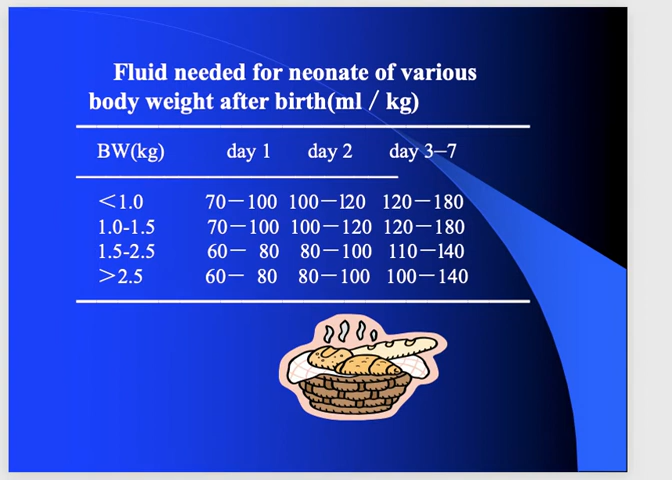 Fluid needed for neonate of various
body weight after birth(ml / kg)
BW(kg) day 1 day 2 day 3–7
<1.0 70－100 100－l20 120－180
1.0-1.5 70－100 100－120 120－180
1.5-2.5 60－ 80 80－100 110－l40
>2.5 60－ 80 80－100 100－140